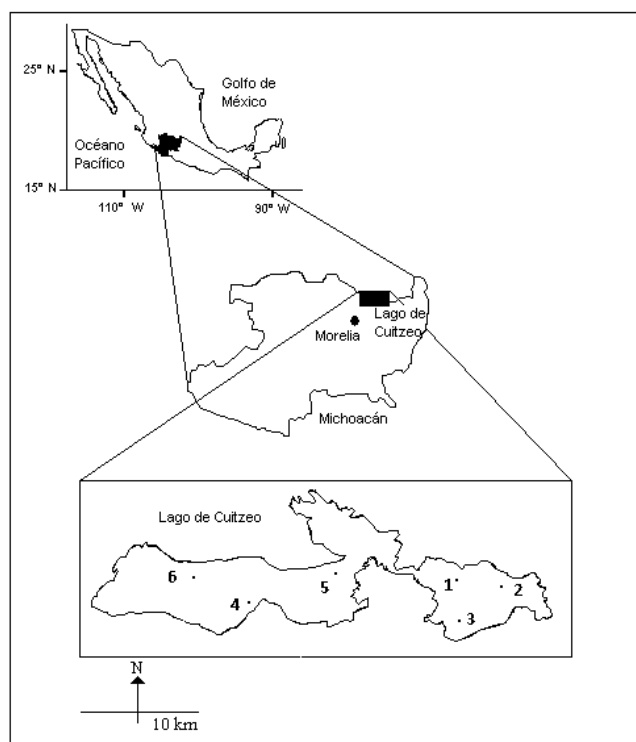 25° N
Golfo de
México
Océano
Pacífico
15° N
110° W
90° W
Lago de
Cuitzeo
Morelia
Michoacán
Lago de Cuitzeo
6
5
1
2
4
3
N
10 km